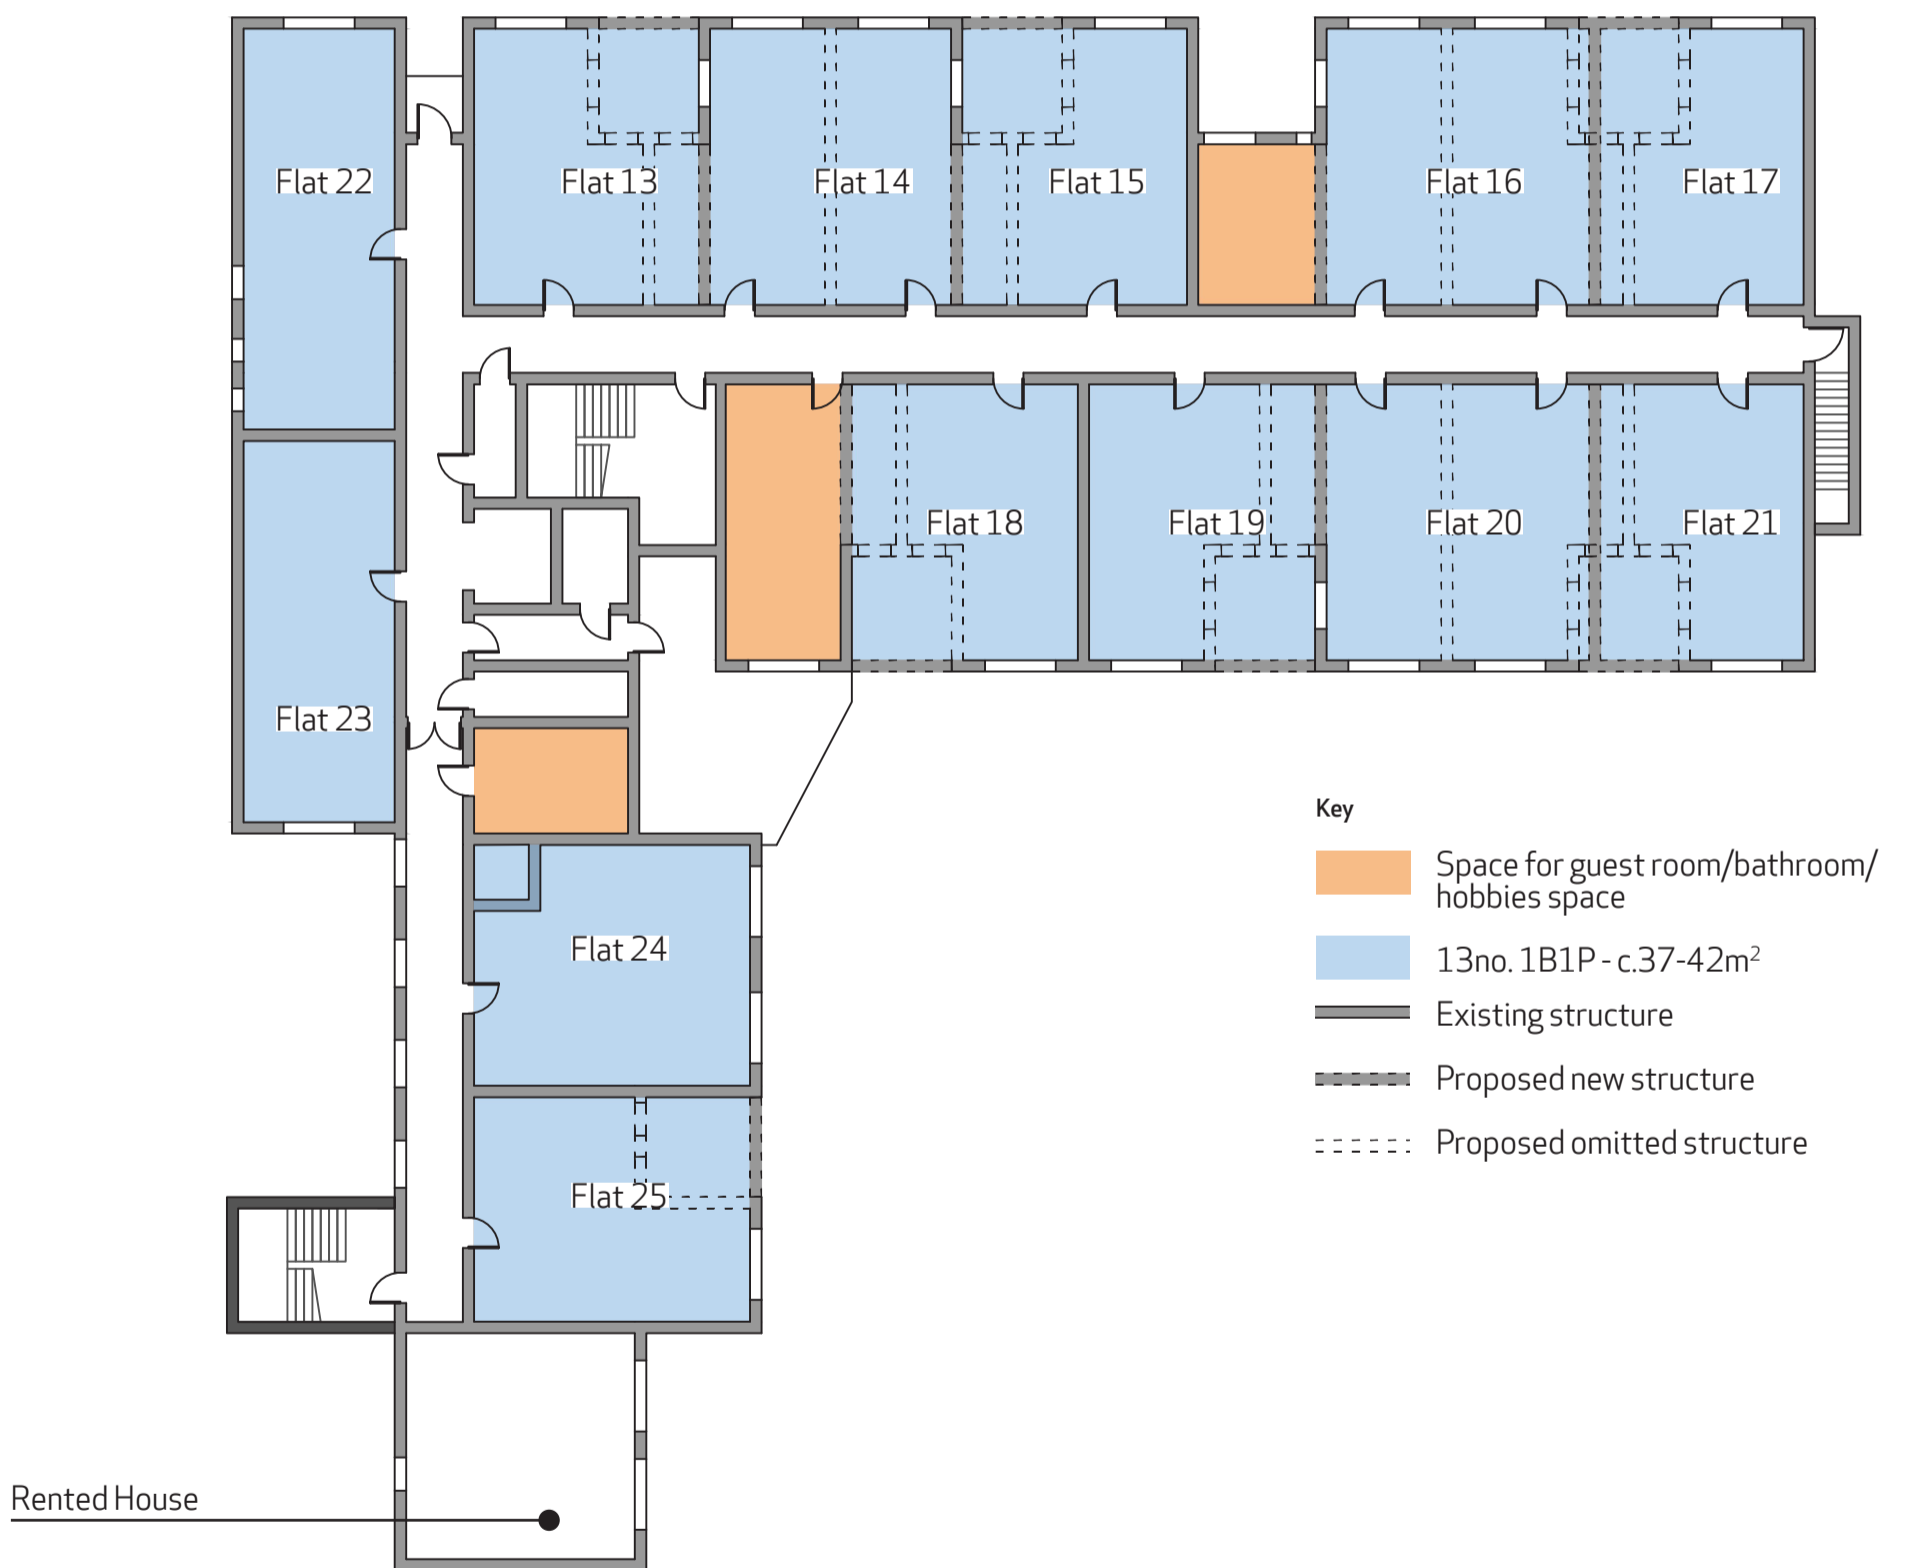 Flat 22
Flat 13
Flat 14
Flat 15
Flat 16
Flat 17
Flat 18
Flat 19
Flat 20
Flat 21
Flat 23
Flat 24
Flat 25
Rented House
Key
Space for guest room/bathroom/
hobbies space
13no. 1B1P - c.37-42m²
Existing structure
Proposed new structure
Proposed omitted structure